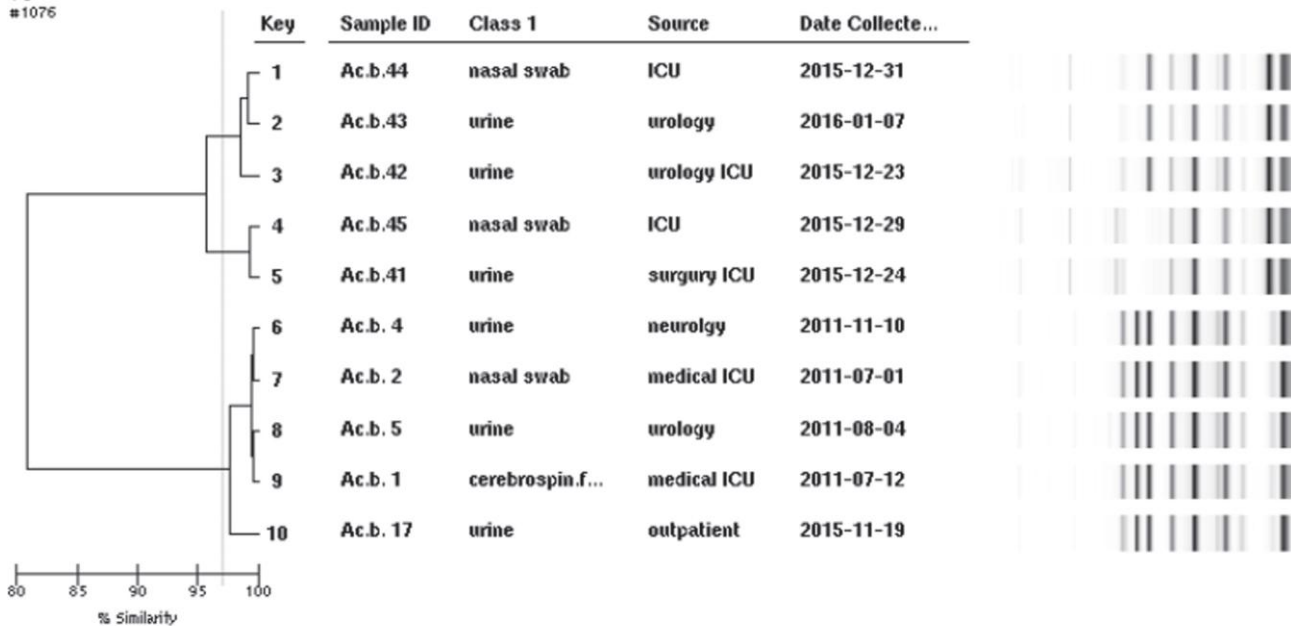 #1076
Key Sample ID Class 1 Source Date Collecte...
1 Ac.b.44 nasal swab ICU 2015-12-31
2 Ac.b.43 urine urology 2016-01-07
3 Ac.b.42 urine urology ICU 2015-12-23
4 Ac.b.45 nasal swab ICU 2015-12-29
5 Ac.b.41 urine surgury ICU 2015-12-24
6 Ac.b. 4 urine neurolgy 2011-11-10
7 Ac.b. 2 nasal swab medical ICU 2011-07-01
8 Ac.b. 5 urine urology 2011-08-04
9 Ac.b. 1 cerebrospin.f... medical ICU 2011-07-12
10 Ac.b. 17 urine outpatient 2015-11-19
80 85 90 95 100
% Similarity